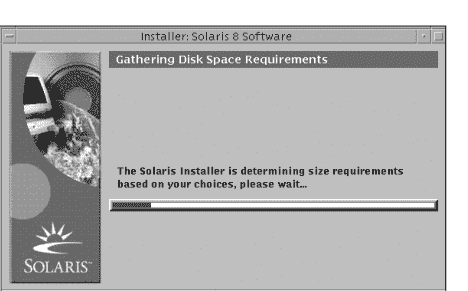 Installer: Solaris 8 Software
Gathering Disk Space Requirements
The Solaris Installer is determining size requirements
based on your choices, please wait...
SOLARIS™